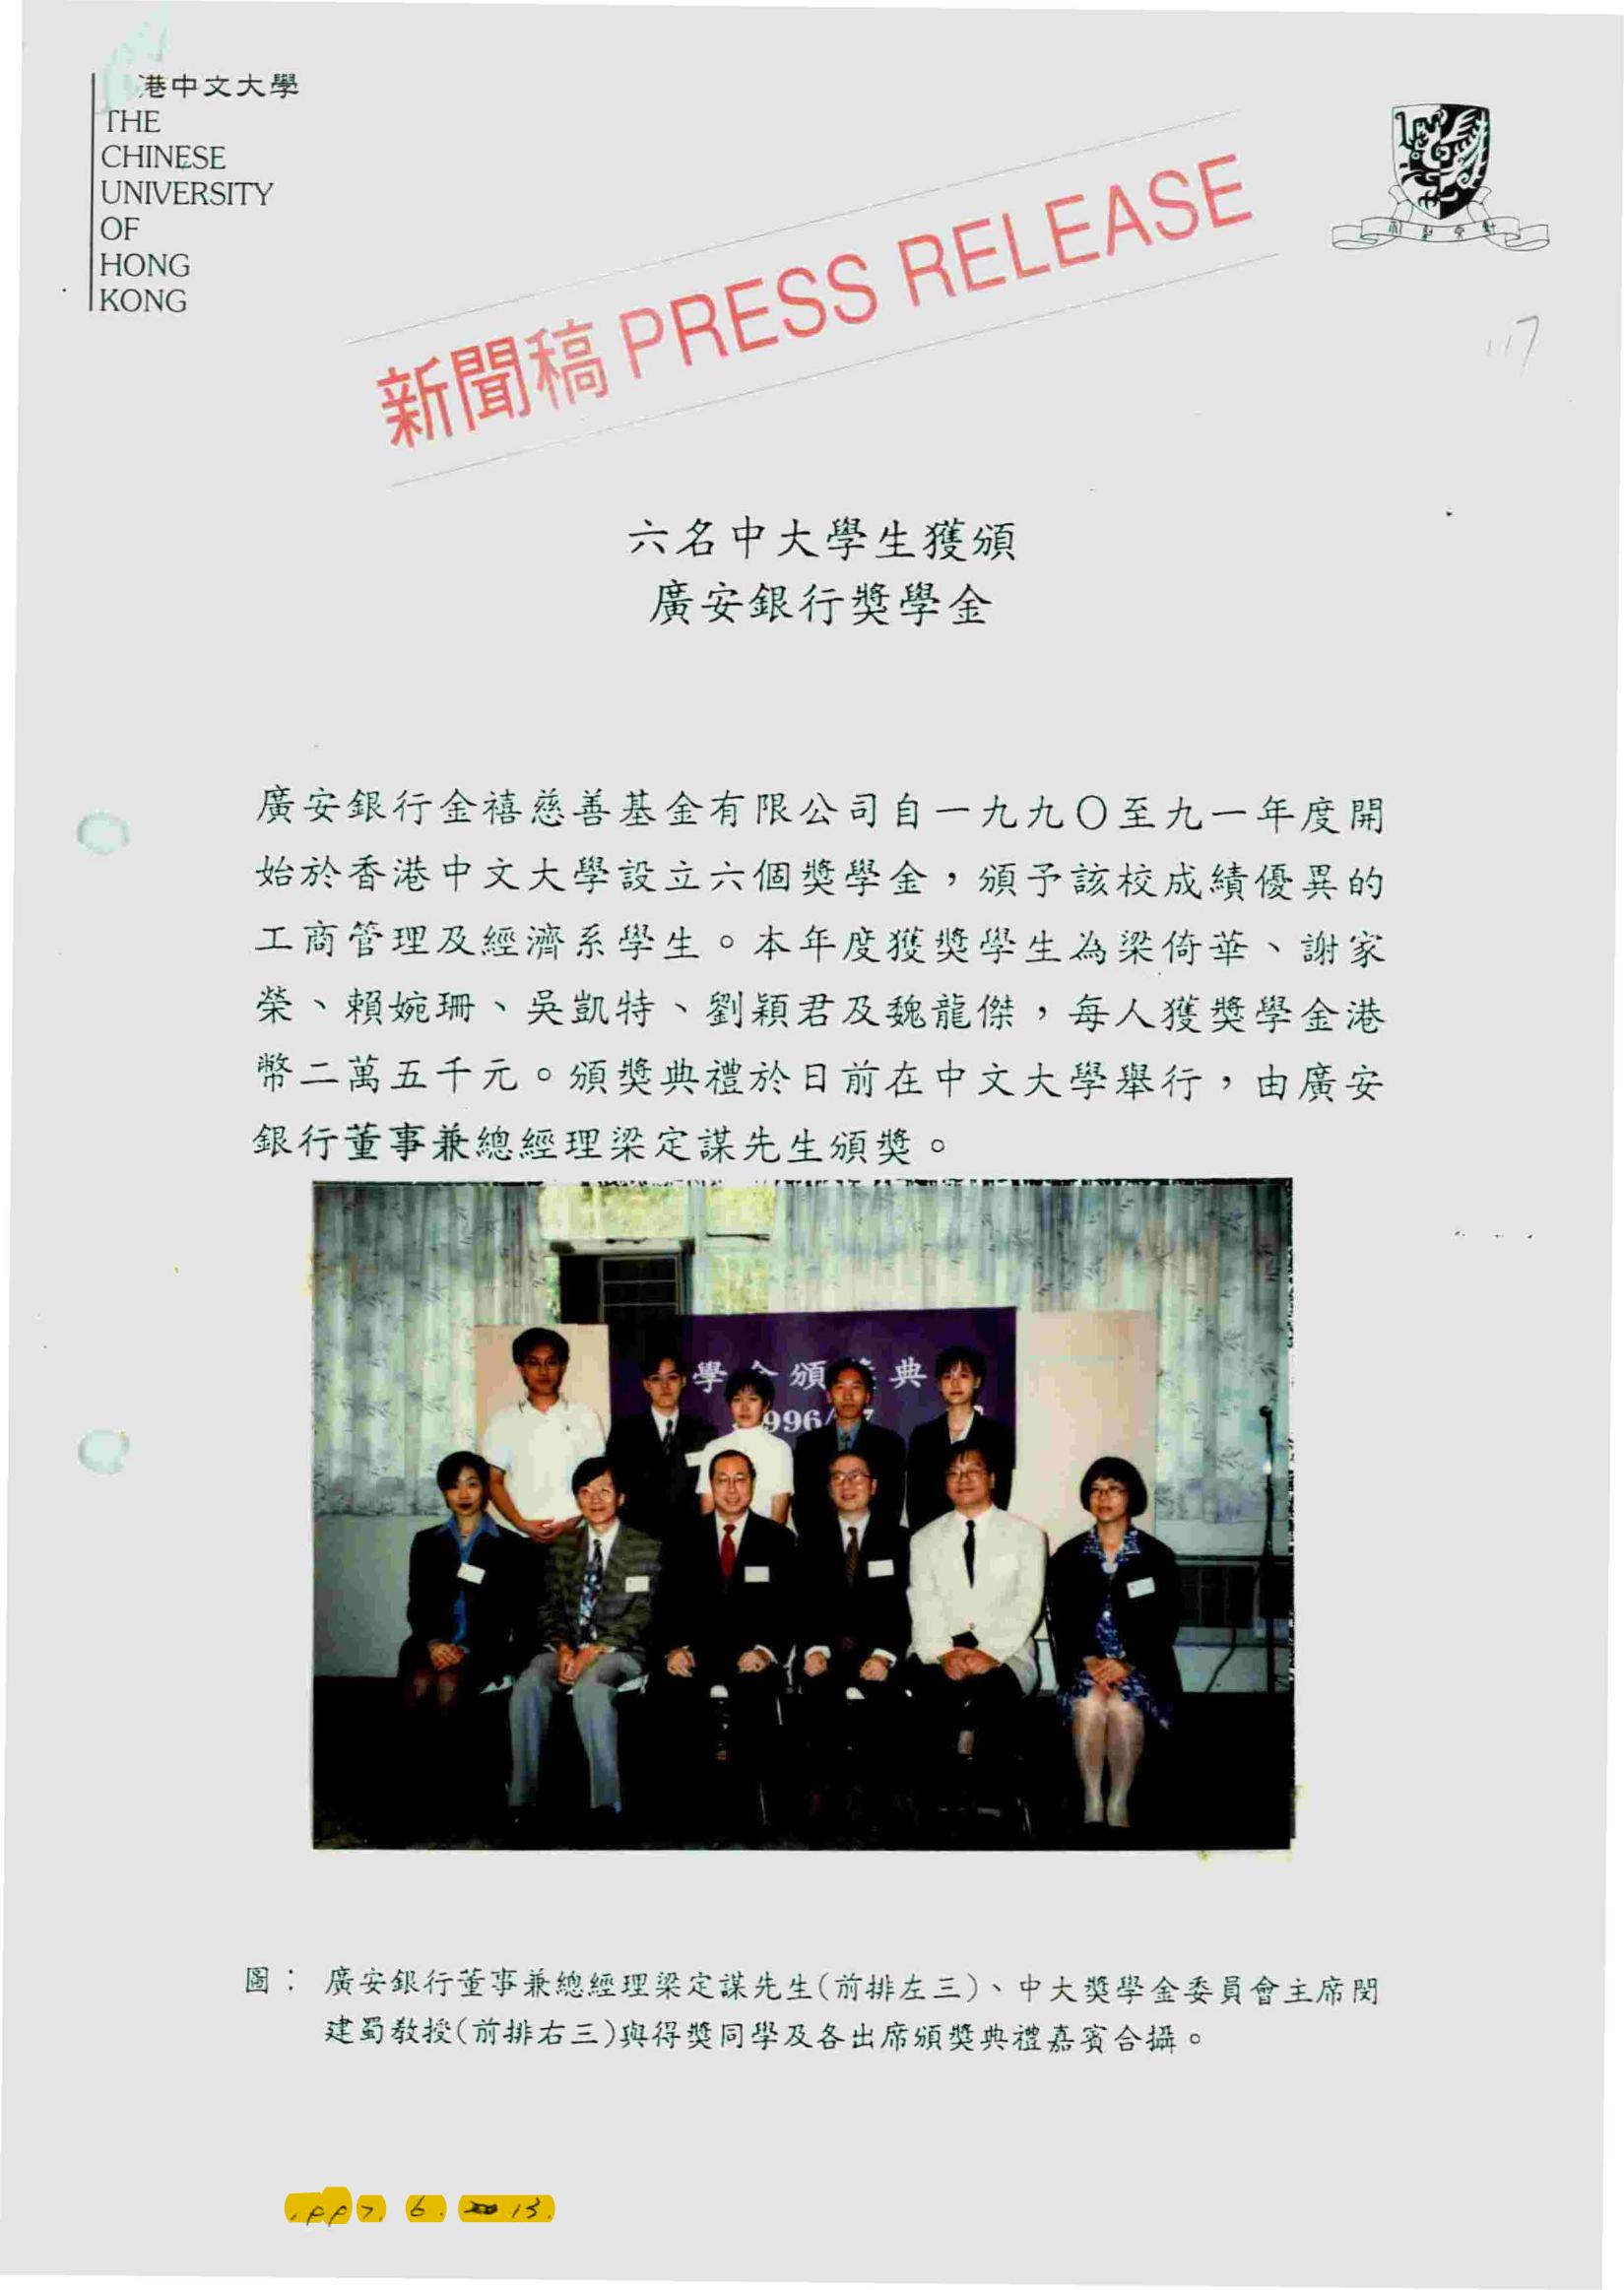 港中文大學
THE
CHINESE
UNIVERSITY
OF
HONG
KONG
新聞稿 PRESS RELEASE
117
六名中大學生獲頒
廣安銀行獎學金
廣安銀行金禧慈善基金有限公司自一九九〇至九一年度開
始於香港中文大學設立六個獎學金，頒予該校成績優異的
工商管理及經濟系學生。本年度獲獎學生為梁倚華、謝家
榮、賴婉珊、吳凱特、劉穎君及魏龍傑，每人獲獎學金港
幣二萬五千元。頒獎典禮於日前在中文大學舉行，由廣安
銀行董事兼總經理梁定謀先生頒獎。
學 頒 典
996/
圖： 廣安銀行董事兼總經理梁定謀先生(前排左三)、中大獎學金委員會主席閔
建蜀教授(前排右三)與得獎同學及各出席頒獎典禮嘉賓合攝。
1997. 6. 13.